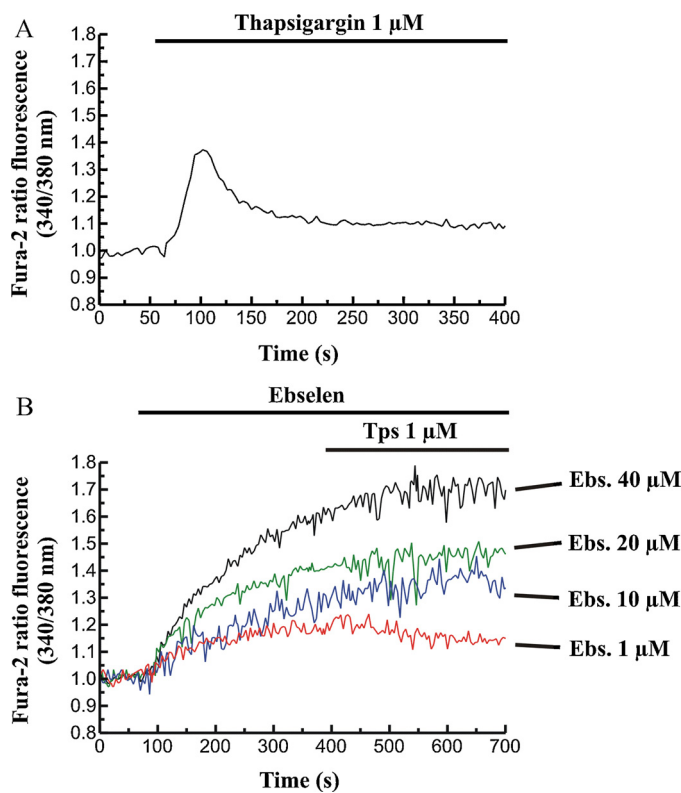 A
Thapsigargin 1 μM
Fura-2 ratio fluorescence
(340/380 nm)
1.8
1.7
1.6
1.5
1.4
1.3
1.2
1.1
1.0
0.9
0.8
0 50 100 150 200 250 300 350 400
Time (s)
B
Ebselen
Tps 1 μM
Fura-2 ratio fluorescence
(340/380 nm)
1.8
1.7
1.6
1.5
1.4
1.3
1.2
1.1
1.0
0.9
0.8
Ebs. 40 μM
Ebs. 20 μM
Ebs. 10 μM
Ebs. 1 μM
0 100 200 300 400 500 600 700
Time (s)